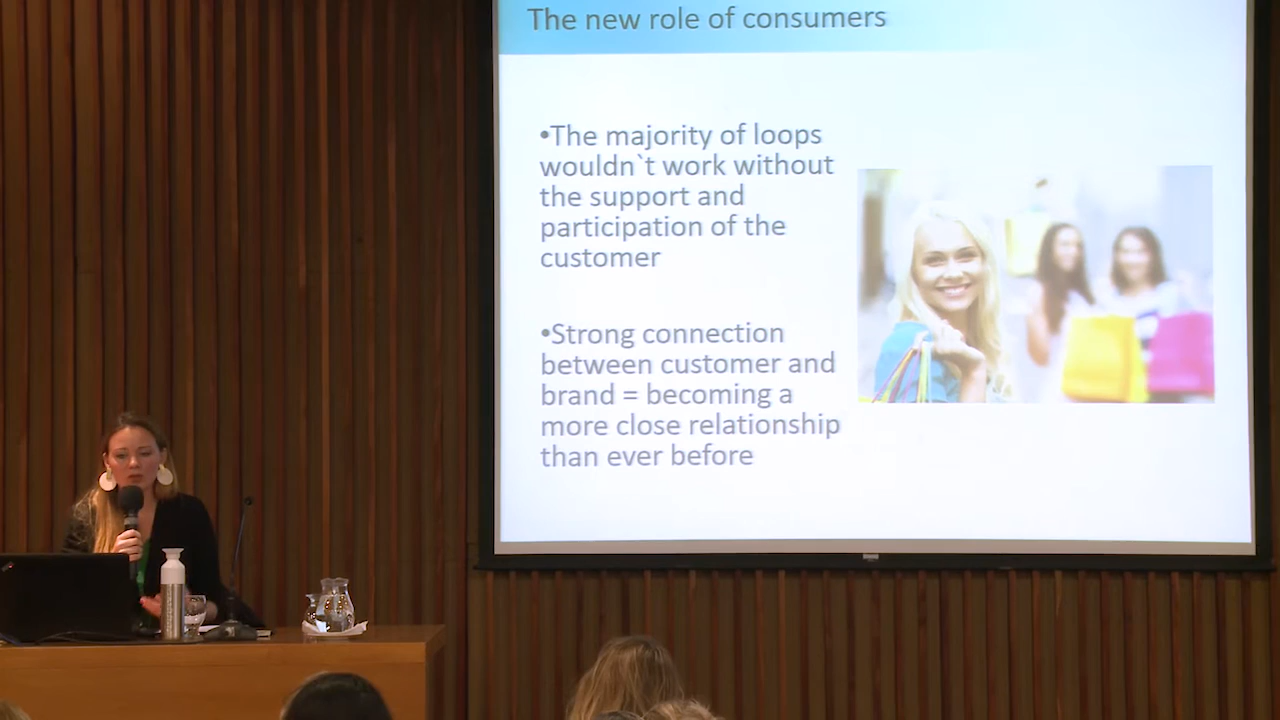 The new role of consumers
•The majority of loops
wouldn`t work without
the support and
participation of the
customer
•Strong connection
between customer and
brand = becoming a
more close relationship
than ever before